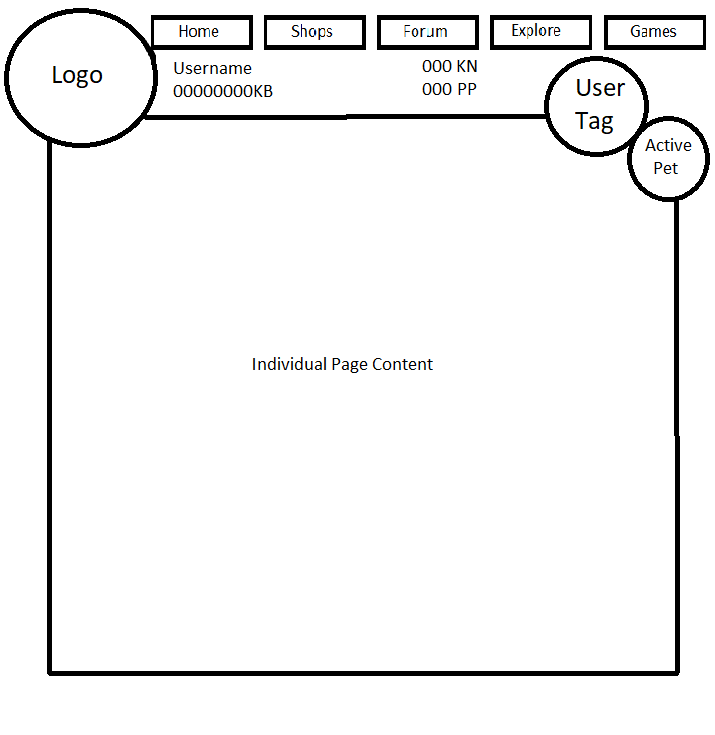 Home Shops Forum Explore Games
Logo
Username 000 KN
00000000KB 000 PP
User
Tag
Active
Pet
Individual Page Content